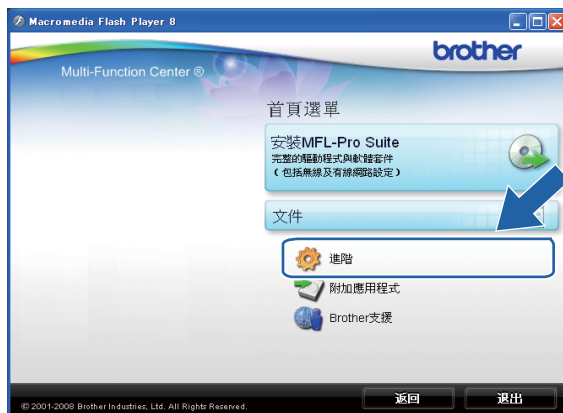 Macromedia Flash Player 8
brother
Multi-Function Center ®
首頁選單
安裝MFL-Pro Suite
完整的驅動程式與軟體套件
( 包括無線及有線網路設定 )
文件
進階
附加應用程式
Brother支援
© 2001-2008 Brother Industries, Ltd. All Rights Reserved.
返回
退出